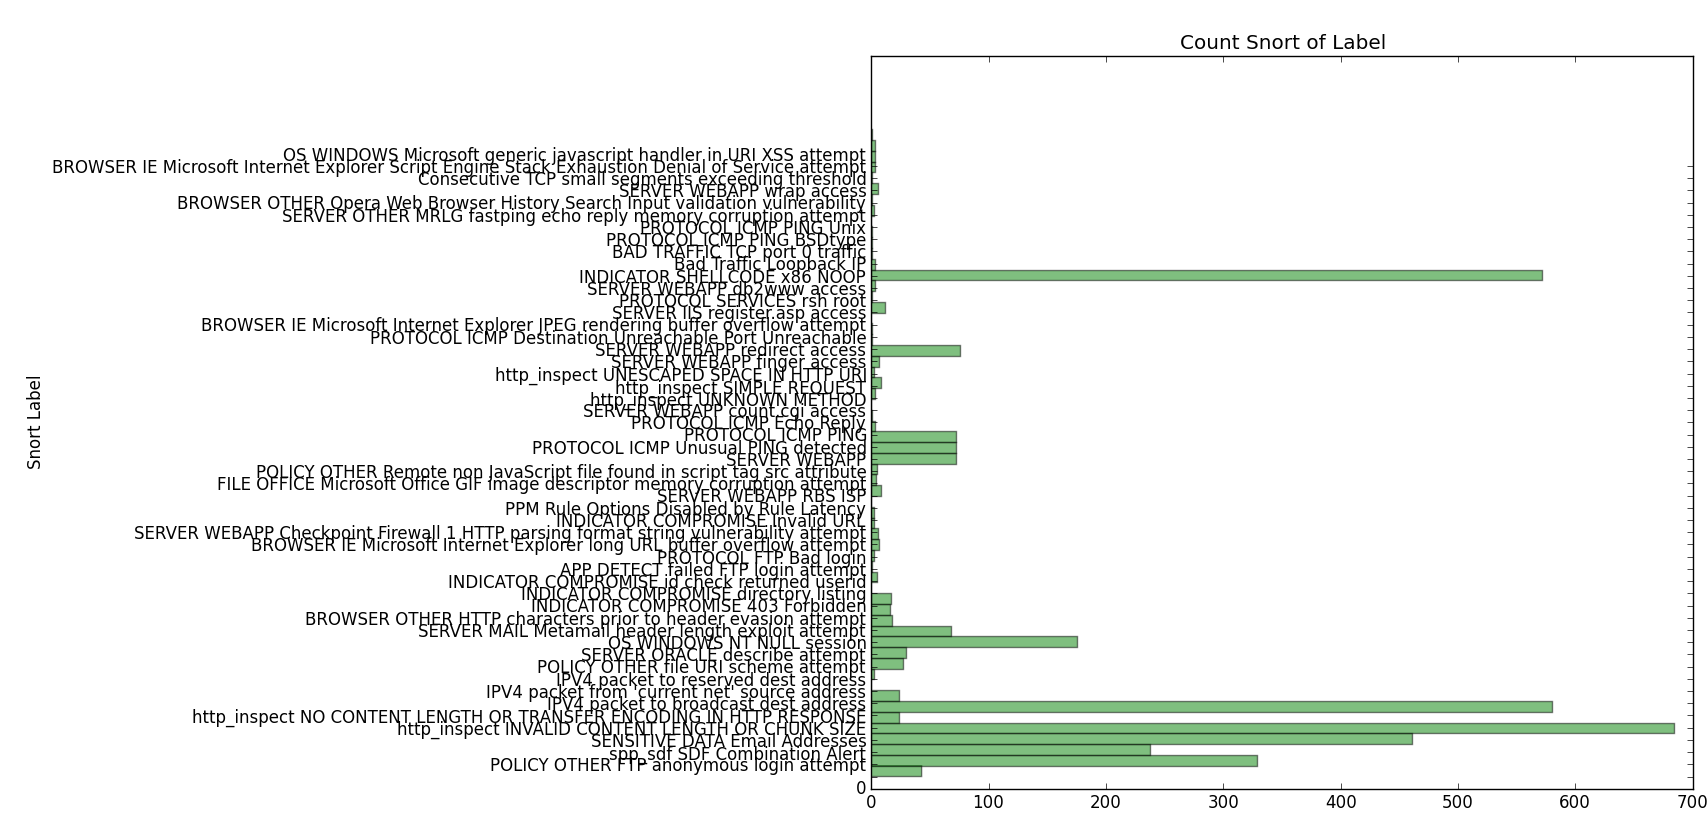 Count Snort of Label
OS WINDOWS Microsoft generic javascript handler in URI XSS attempt
BROWSER IE Microsoft Internet Explorer Script Engine Stack Exhaustion Denial of Service attempt
Consecutive TCP small segments exceeding threshold
SERVER WEBAPP wrap access
BROWSER OTHER Opera Web Browser History Search Input validation vulnerability
SERVER OTHER MRLG fastping echo reply memory corruption attempt
PROTOCOL ICMP PING Unix
PROTOCOL ICMP PING BSDtype
BAD TRAFFIC TCP port 0 traffic
Bad Traffic Loopback IP
INDICATOR SHELLCODE x86 NOOP
SERVER WEBAPP db2www access
PROTOCOL SERVICES rsh root
SERVER IIS register.asp access
BROWSER IE Microsoft Internet Explorer JPEG rendering buffer overflow attempt
PROTOCOL ICMP Destination Unreachable Port Unreachable
SERVER WEBAPP redirect access
SERVER WEBAPP finger access
http_inspect UNESCAPED SPACE IN HTTP URI
http_inspect SIMPLE REQUEST
http_inspect UNKNOWN METHOD
SERVER WEBAPP count.cgi access
PROTOCOL ICMP Echo Reply
PROTOCOL ICMP PING
PROTOCOL ICMP Unusual PING detected
SERVER WEBAPP
POLICY OTHER Remote non JavaScript file found in script tag src attribute
FILE OFFICE Microsoft Office GIF image descriptor memory corruption attempt
SERVER WEBAPP RBS ISP
PPM Rule Options Disabled by Rule Latency
INDICATOR COMPROMISE Invalid URL
SERVER WEBAPP Checkpoint Firewall 1 HTTP parsing format string vulnerability attempt
BROWSER IE Microsoft Internet Explorer long URL buffer overflow attempt
PROTOCOL FTP Bad login
APP DETECT failed FTP login attempt
INDICATOR COMPROMISE id check returned userid
INDICATOR COMPROMISE directory listing
INDICATOR COMPROMISE 403 Forbidden
BROWSER OTHER HTTP characters prior to header evasion attempt
SERVER MAIL Metamail header length exploit attempt
OS WINDOWS NT NULL session
SERVER ORACLE describe attempt
POLICY OTHER file URI scheme attempt
IPV4 packet to reserved dest address
IPV4 packet from 'current net' source address
IPV4 packet to broadcast dest address
http_inspect NO CONTENT LENGTH OR TRANSFER ENCODING IN HTTP RESPONSE
http_inspect INVALID CONTENT LENGTH OR CHUNK SIZE
SENSITIVE DATA Email Addresses
spp_sdf SDF Combination Alert
POLICY OTHER FTP anonymous login attempt
0
Snort Label
0 100 200 300 400 500 600 700